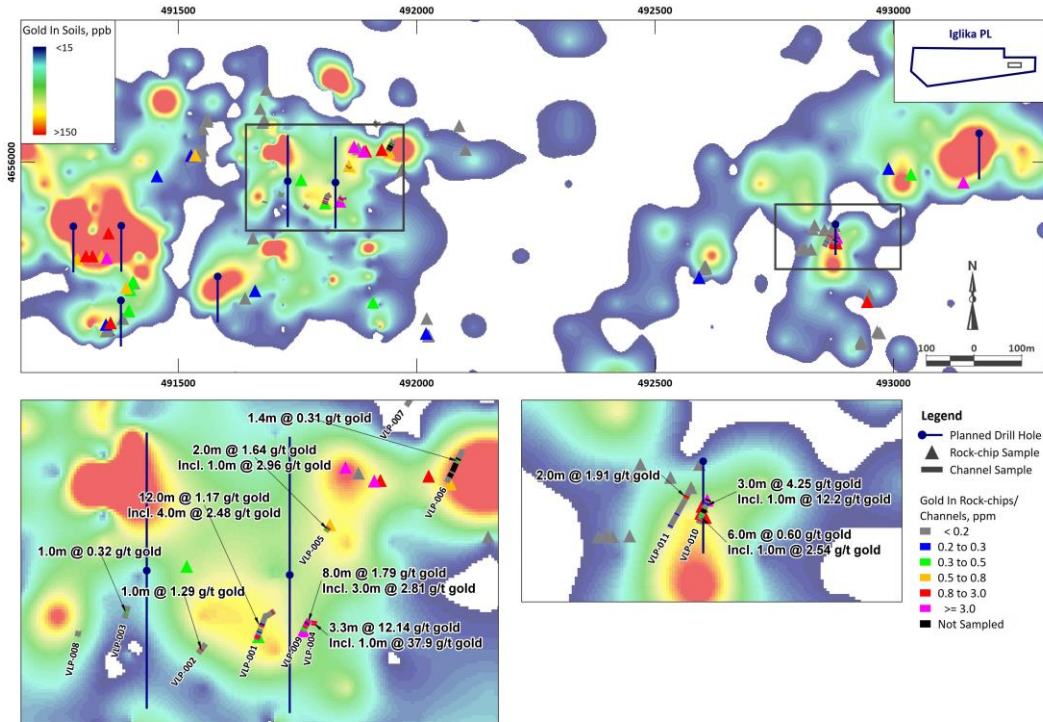 491500
492000
492500
493000
Gold In Soils, ppb
<15
>150
Iglika PL
4656000
4656000
N
100
0
100m
491500
492000
492500
493000
VLP-007
1.4m @ 0.31 g/t gold
2.0m @ 1.64 g/t gold
Incl. 1.0m @ 2.96 g/t gold
VLP-006
12.0m @ 1.17 g/t gold
Incl. 4.0m @ 2.48 g/t gold
VLP-005
1.0m @ 0.32 g/t gold
1.0m @ 1.29 g/t gold
8.0m @ 1.79 g/t gold
Incl. 3.0m @ 2.81 g/t gold
3.3m @ 12.14 g/t gold
Incl. 1.0m @ 37.9 g/t gold
VLP-008
VLP-003
VLP-002
VLP-001
VLP-009
VLP-004
2.0m @ 1.91 g/t gold
3.0m @ 4.25 g/t gold
Incl. 1.0m @ 12.2 g/t gold
6.0m @ 0.60 g/t gold
Incl. 1.0m @ 2.54 g/t gold
VLP-011
VLP-010
Legend
Planned Drill Hole
Rock-chip Sample
Channel Sample
Gold In Rock-chips/
Channels, ppm
< 0.2
0.2 to 0.3
0.3 to 0.5
0.5 to 0.8
0.8 to 3.0
>= 3.0
Not Sampled